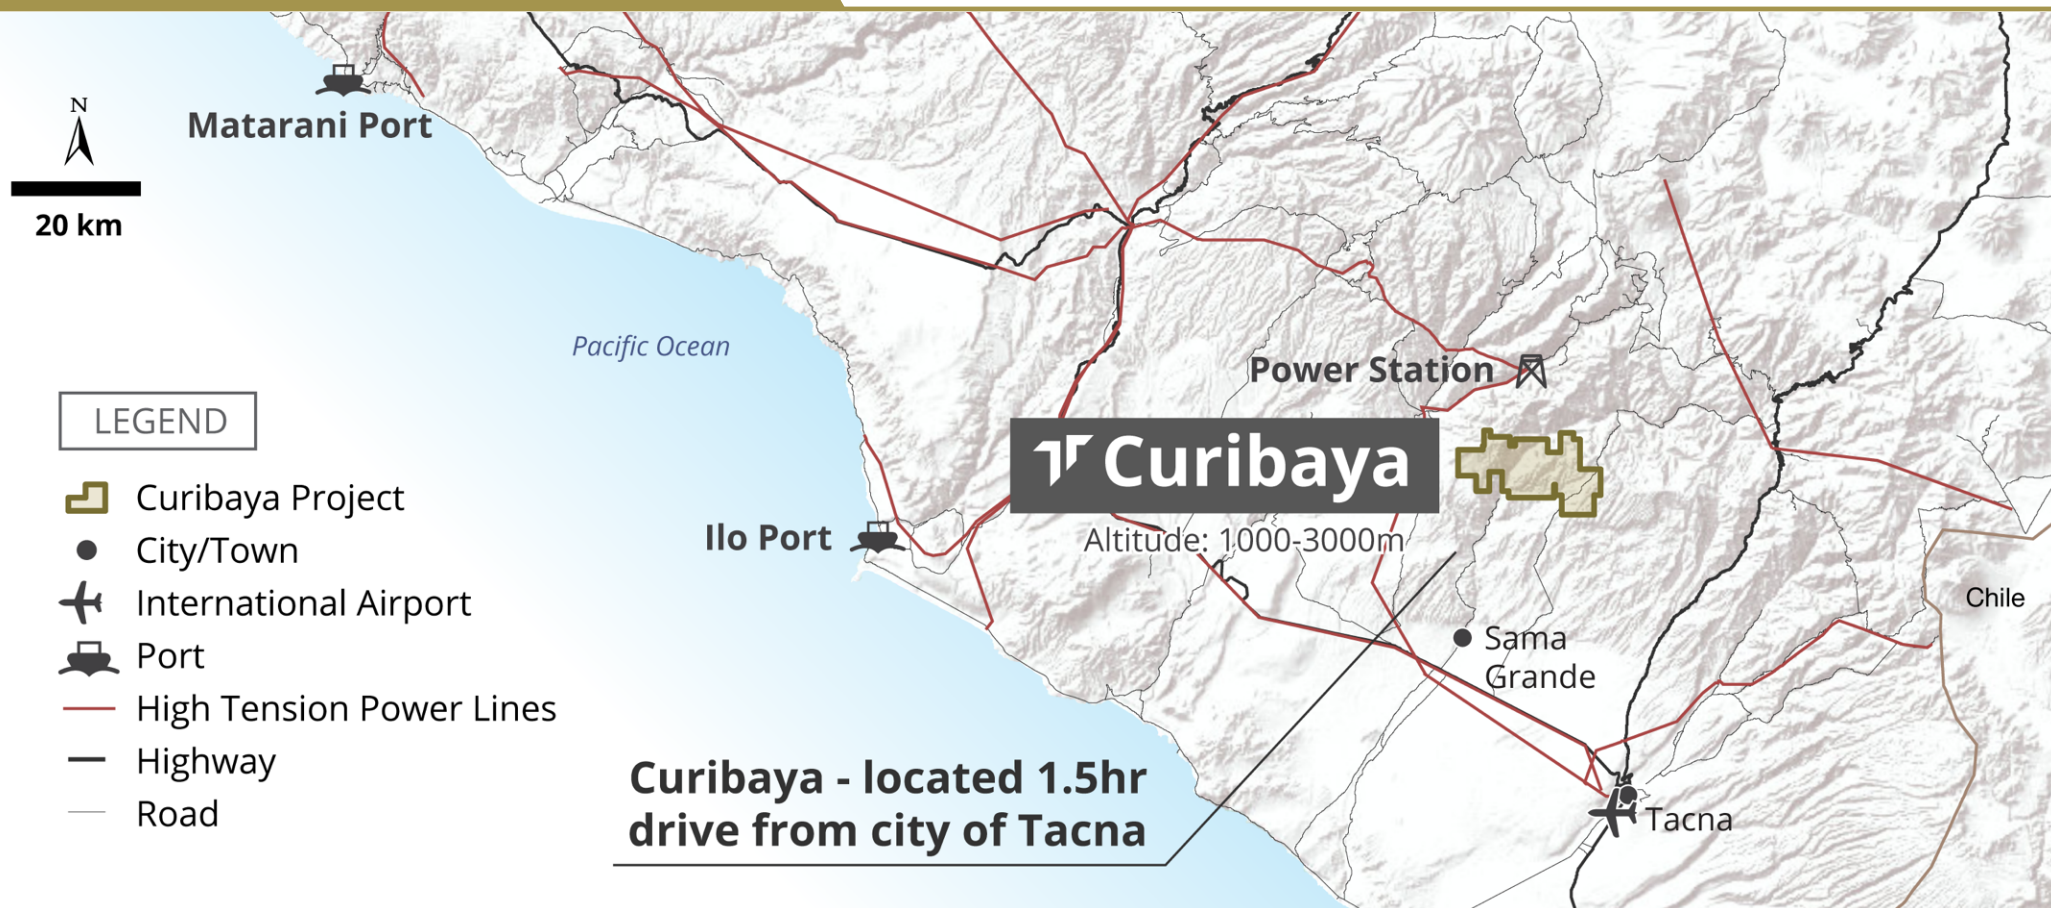 Matarani Port
N
20 km
Pacific Ocean
Power Station
Curibaya
Altitude: 1000-3000m
Ilo Port
Chile
Sama
Grande
Tacna
Curibaya - located 1.5hr
drive from city of Tacna
LEGEND
Curibaya Project
City/Town
International Airport
Port
High Tension Power Lines
Highway
Road